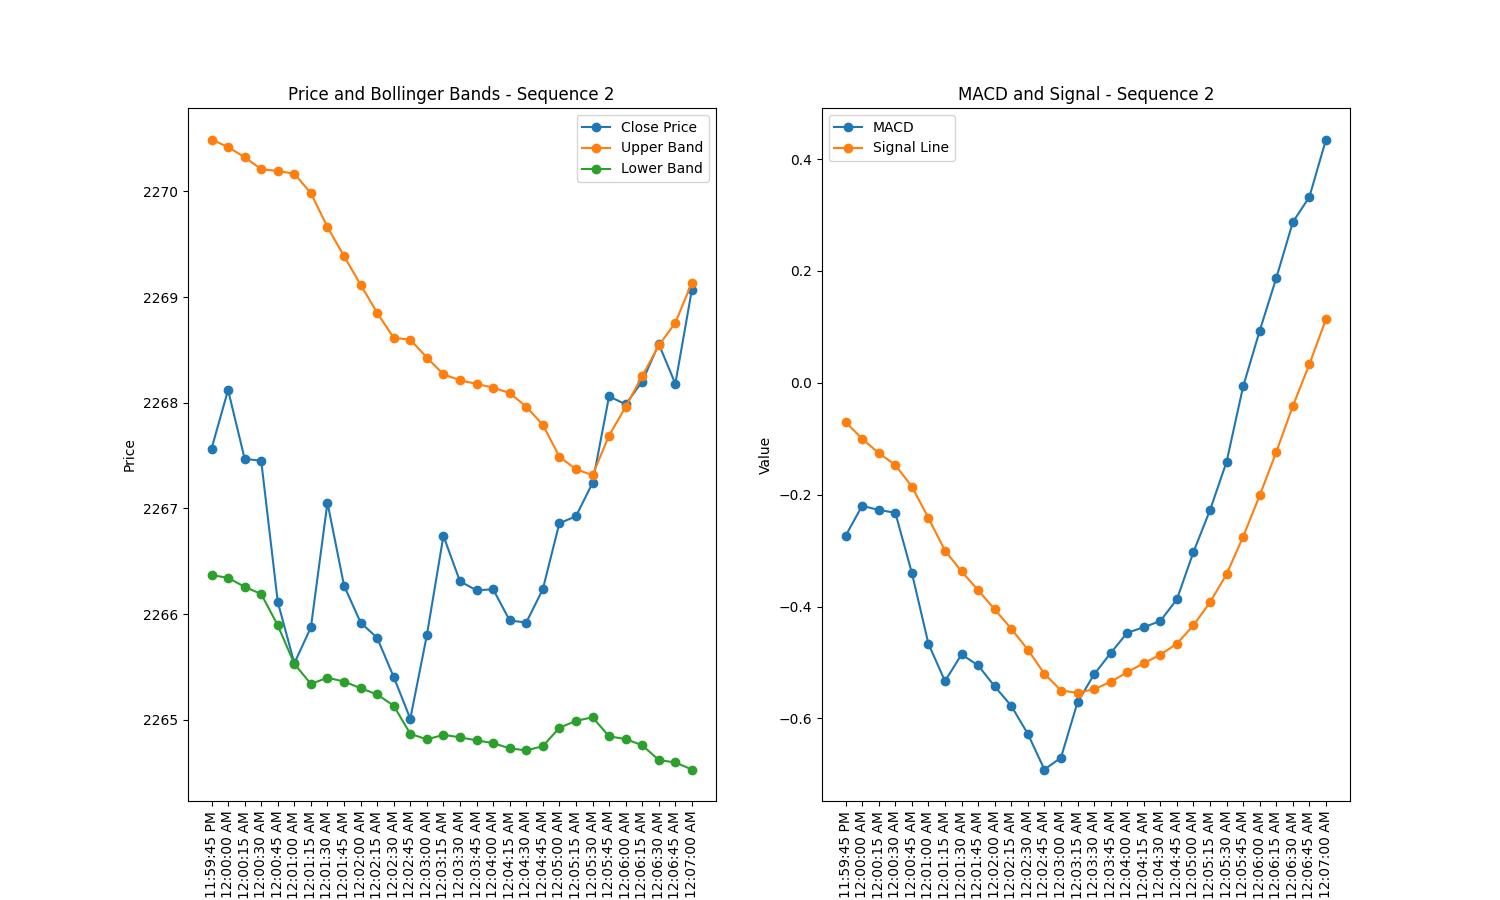 Price and Bollinger Bands - Sequence 2
Close Price
Upper Band
Lower Band
Price
2270
2269
2268
2267
2266
2265
11:59:45 PM
12:00:00 AM
12:00:15 AM
12:00:30 AM
12:00:45 AM
12:01:00 AM
12:01:15 AM
12:01:30 AM
12:01:45 AM
12:02:00 AM
12:02:15 AM
12:02:30 AM
12:02:45 AM
12:03:00 AM
12:03:15 AM
12:03:30 AM
12:03:45 AM
12:04:00 AM
12:04:15 AM
12:04:30 AM
12:04:45 AM
12:05:00 AM
12:05:15 AM
12:05:30 AM
12:05:45 AM
12:06:00 AM
12:06:15 AM
12:06:30 AM
12:06:45 AM
12:07:00 AM
MACD and Signal - Sequence 2
MACD
Signal Line
Value
0.4
0.2
0.0
−0.2
−0.4
−0.6
11:59:45 PM
12:00:00 AM
12:00:15 AM
12:00:30 AM
12:00:45 AM
12:01:00 AM
12:01:15 AM
12:01:30 AM
12:01:45 AM
12:02:00 AM
12:02:15 AM
12:02:30 AM
12:02:45 AM
12:03:00 AM
12:03:15 AM
12:03:30 AM
12:03:45 AM
12:04:00 AM
12:04:15 AM
12:04:30 AM
12:04:45 AM
12:05:00 AM
12:05:15 AM
12:05:30 AM
12:05:45 AM
12:06:00 AM
12:06:15 AM
12:06:30 AM
12:06:45 AM
12:07:00 AM